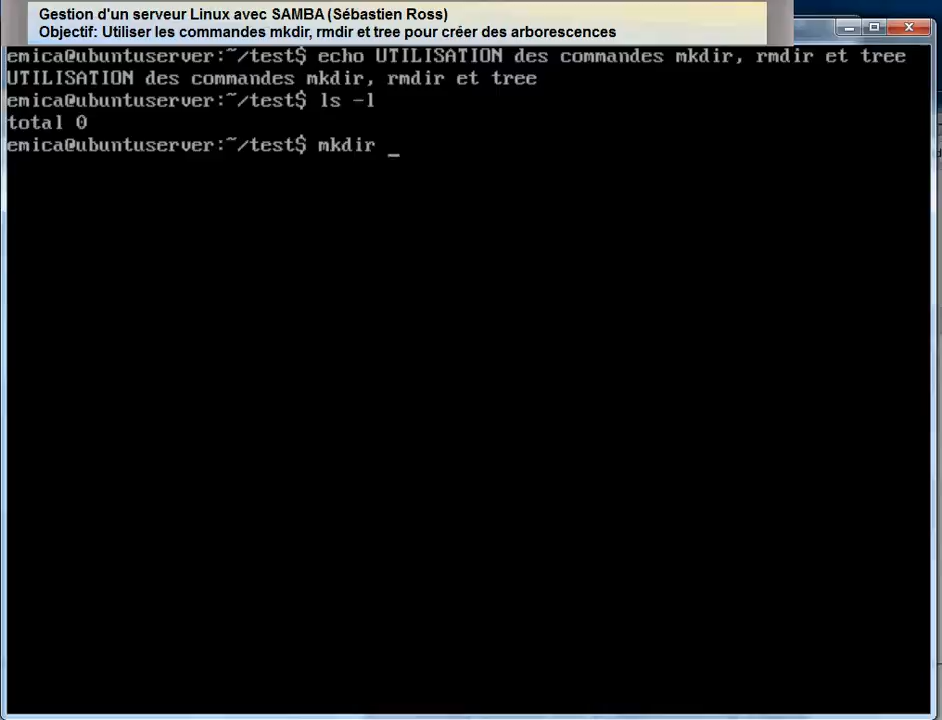 Gestion d'un serveur Linux avec SAMBA (Sébastien Ross)
Objectif: Utiliser les commandes mkdir, rmdir et tree pour créer des arborescences
emica@ubuntuserver:~/test$ echo UTILISATION des commandes mkdir, rmdir et tree
UTILISATION des commandes mkdir, rmdir et tree
emica@ubuntuserver:~/test$ ls -l
total 0
emica@ubuntuserver:~/test$ mkdir _